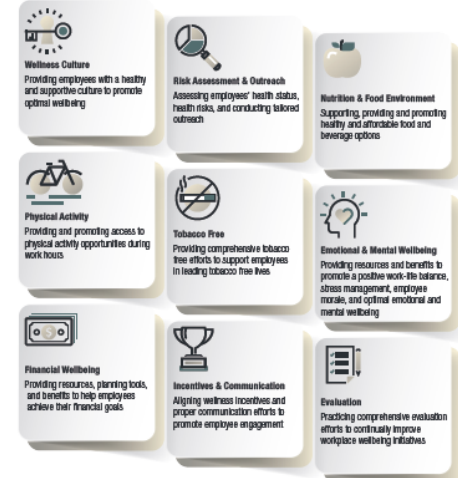 Wellness Culture
Providing employees with a healthy
and supportive culture to promote
optimal wellbeing
Risk Assessment & Outreach
Assessing employees' health status,
health risks, and conducting tailored
outreach
Nutrition & Food Environment
Supporting, providing and promoting
healthy and affordable food and
beverage options
Physical Activity
Providing and promoting access to
physical activity opportunities during
work hours
Tobacco Free
Providing comprehensive tobacco
free efforts to support employees
in leading tobacco free lives
Emotional & Mental Wellbeing
Providing resources and benefits to
promote a positive work-life balance,
stress management, employee
morale, and optimal emotional and
mental wellbeing
Financial Wellbeing
Providing resources, planning tools,
and benefits to help employees
achieve their financial goals
Incentives & Communication
Aligning wellness incentives and
proper communication efforts to
promote employee engagement
Evaluation
Practicing comprehensive evaluation
efforts to continually improve
workplace wellbeing initiatives